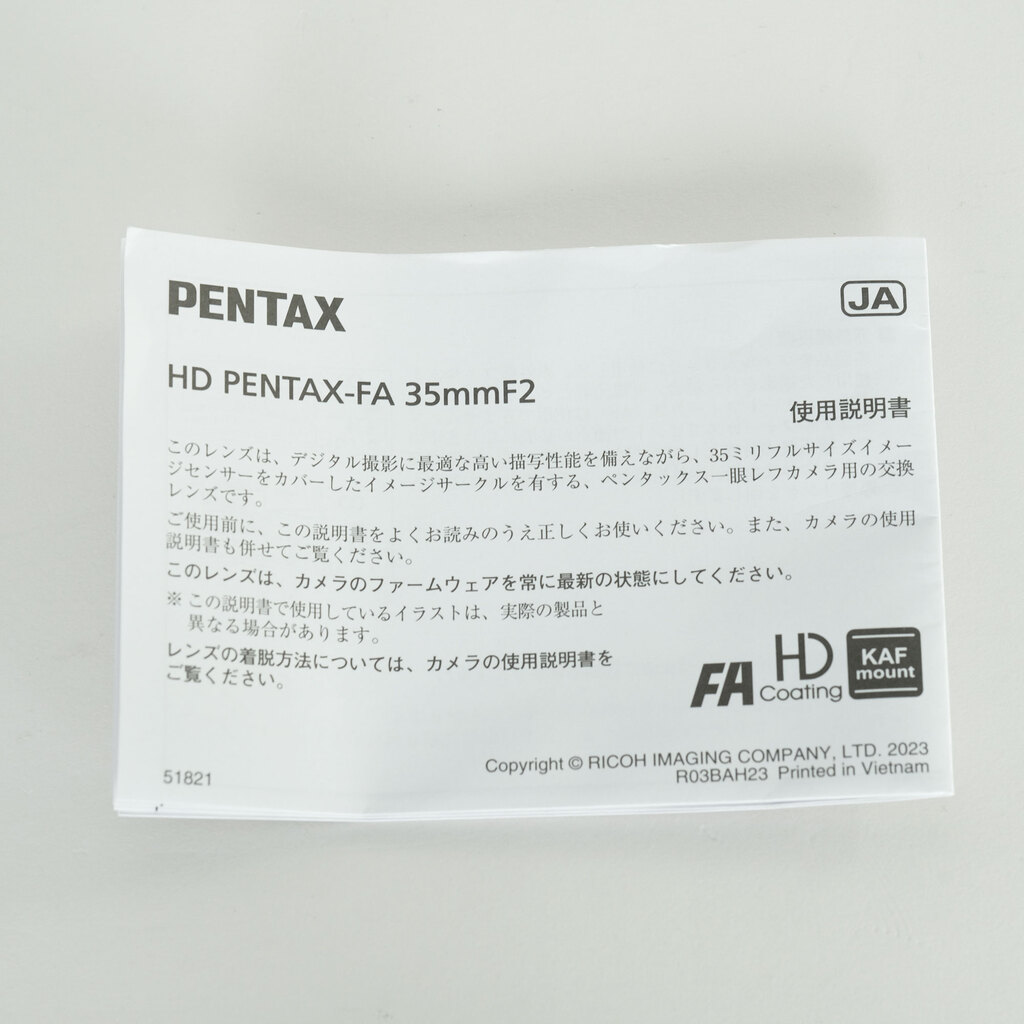 PENTAX
JA
HD PENTAX-FA 35mmF2
使用説明書
このレンズは、デジタル撮影に最適な高い描写性能を備えながら、35ミリフルサイズイメー
ジセンサーをカバーしたイメージサークルを有する、ペンタックス一眼レフカメラ用の交換
レンズです。
ご使用前に、この説明書をよくお読みのうえ正しくお使いください。また、カメラの使用
説明書も併せてご覧ください。
このレンズは、カメラのファームウェアを常に最新の状態にしてください。
※ この説明書で使用しているイラストは、実際の製品と
異なる場合があります。
レンズの着脱方法については、カメラの使用説明書を
ご覧ください。
FA
HD
Coating
KAF
mount
51821
Copyright © RICOH IMAGING COMPANY, LTD. 2023
R03BAH23 Printed in Vietnam